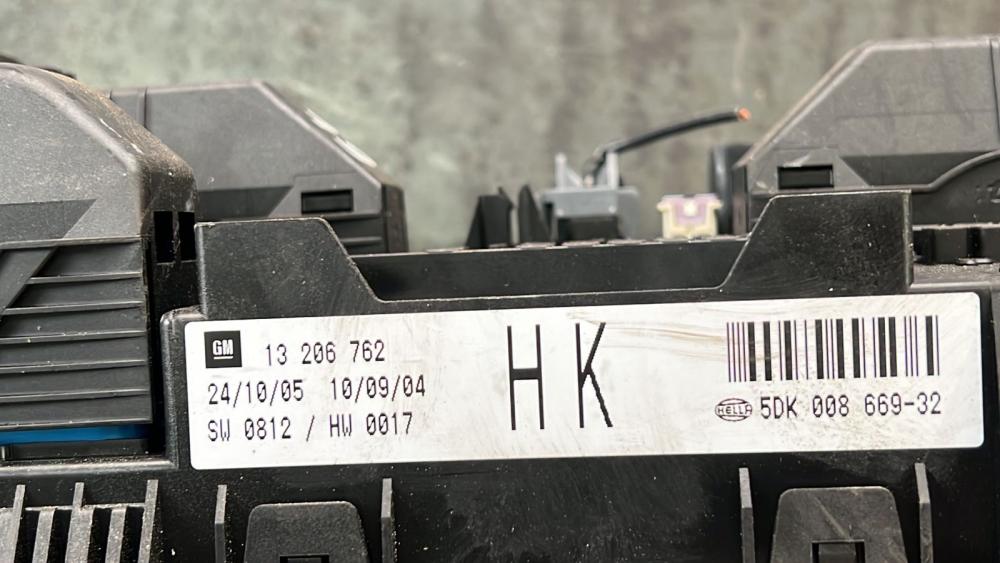 GM 13 206 762
24/10/05 10/09/04
SW 0812 / HW 0017
HK
HELLA 5DK 008 669-32